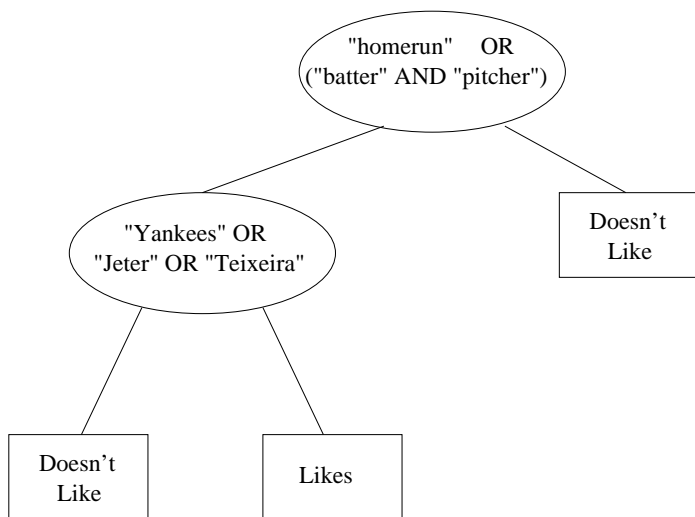 "homerun" OR
("batter" AND "pitcher")
"Yankees" OR
"Jeter" OR "Teixeira"
Doesn't
Like
Doesn't
Like
Likes